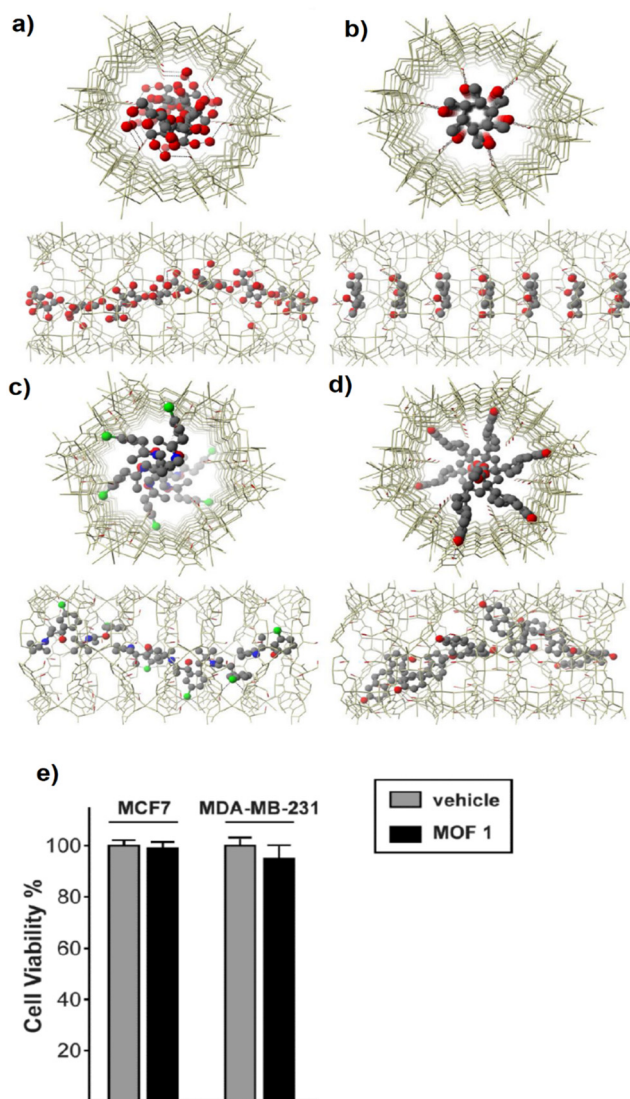 a)
b)
c)
d)
e)
MCF7
MDA-MB-231
vehicle
MOF 1
Cell Viability %
100
80
60
40
20